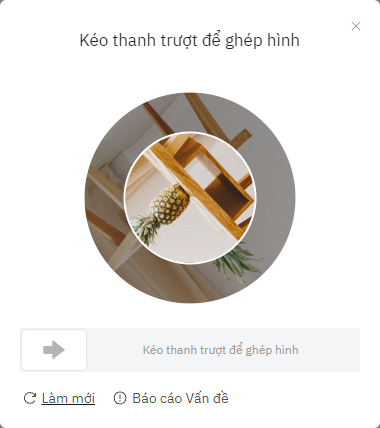 Kéo thanh trượt để ghép hình
Kéo thanh trượt để ghép hình
Làm mới
Báo cáo Vấn đề